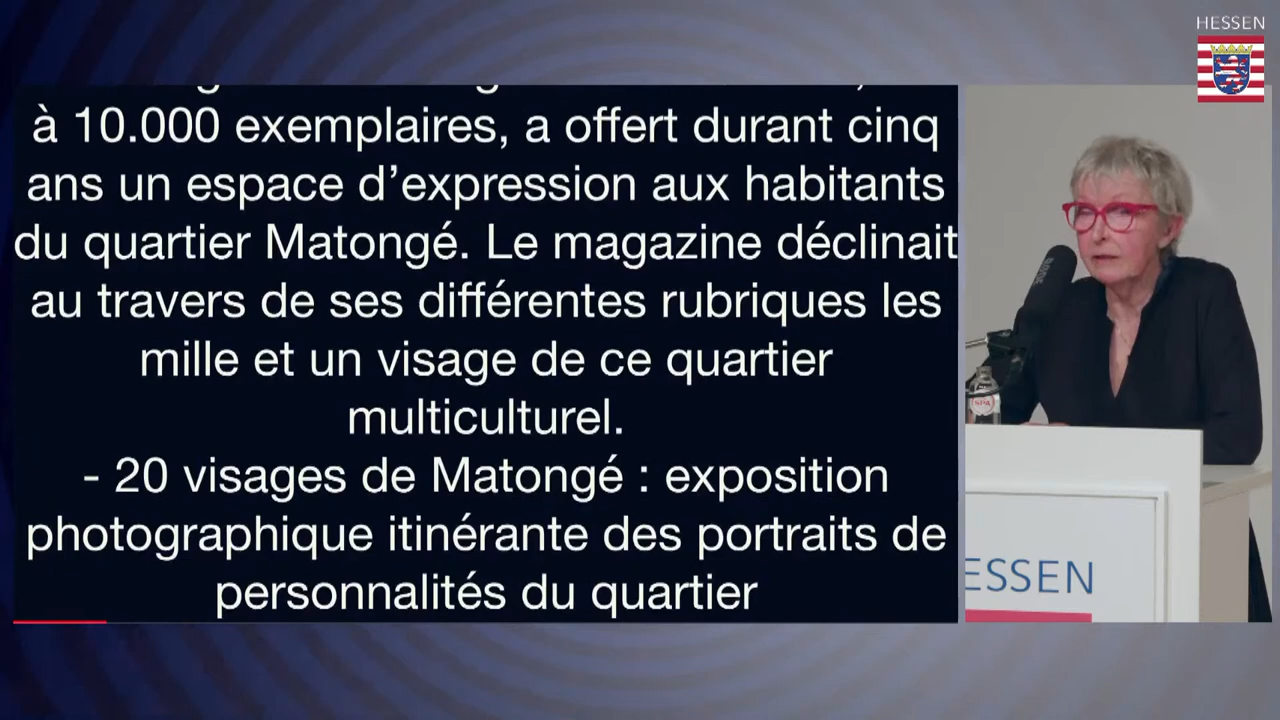 HESSEN
à 10.000 exemplaires, a offert durant cinq
ans un espace d’expression aux habitants
du quartier Matongé. Le magazine déclinait
au travers de ses différentes rubriques les
mille et un visage de ce quartier
multiculturel.
- 20 visages de Matongé : exposition
photographique itinérante des portraits de
personnalités du quartier
SPA
ESSEN